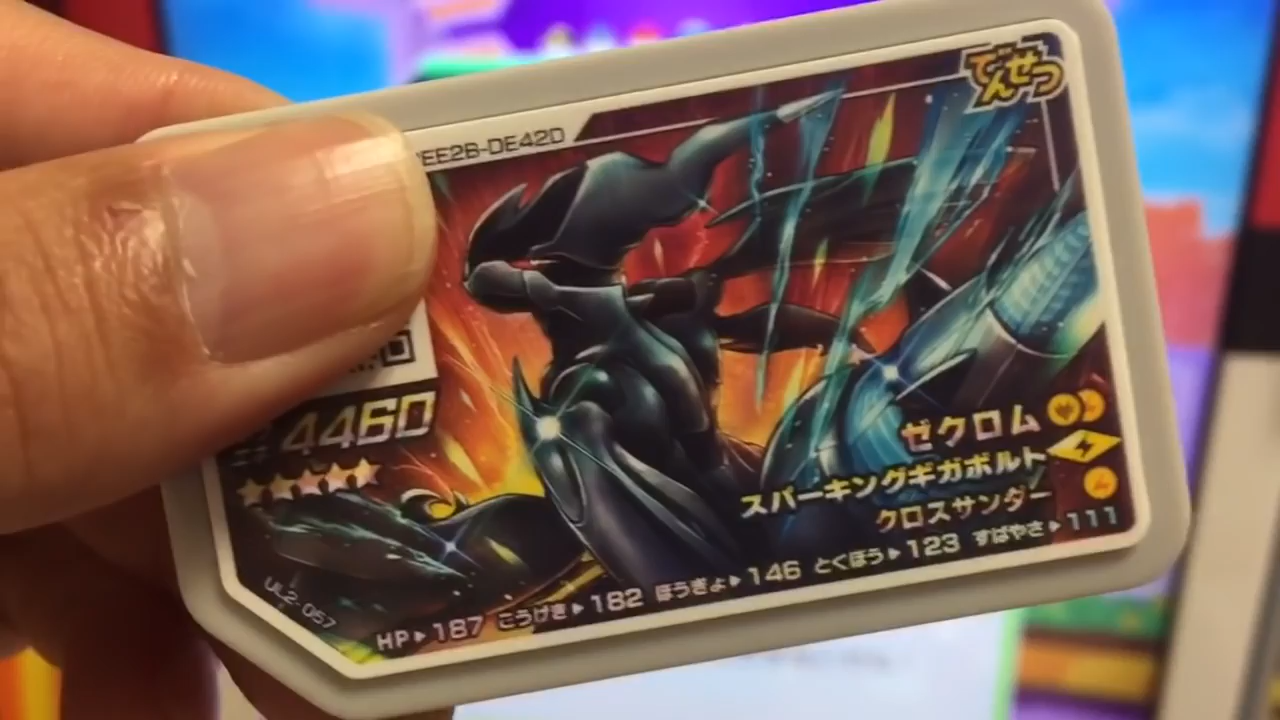 EE2B-DE42D
でんせつ
4460
★★★★★
ゼクロム
スパーキングギガボルト
クロスサンダー
HP▶187 こうげき▶182 ぼうぎょ▶146 とくぼう▶123 すばやさ▶111
UL2-057